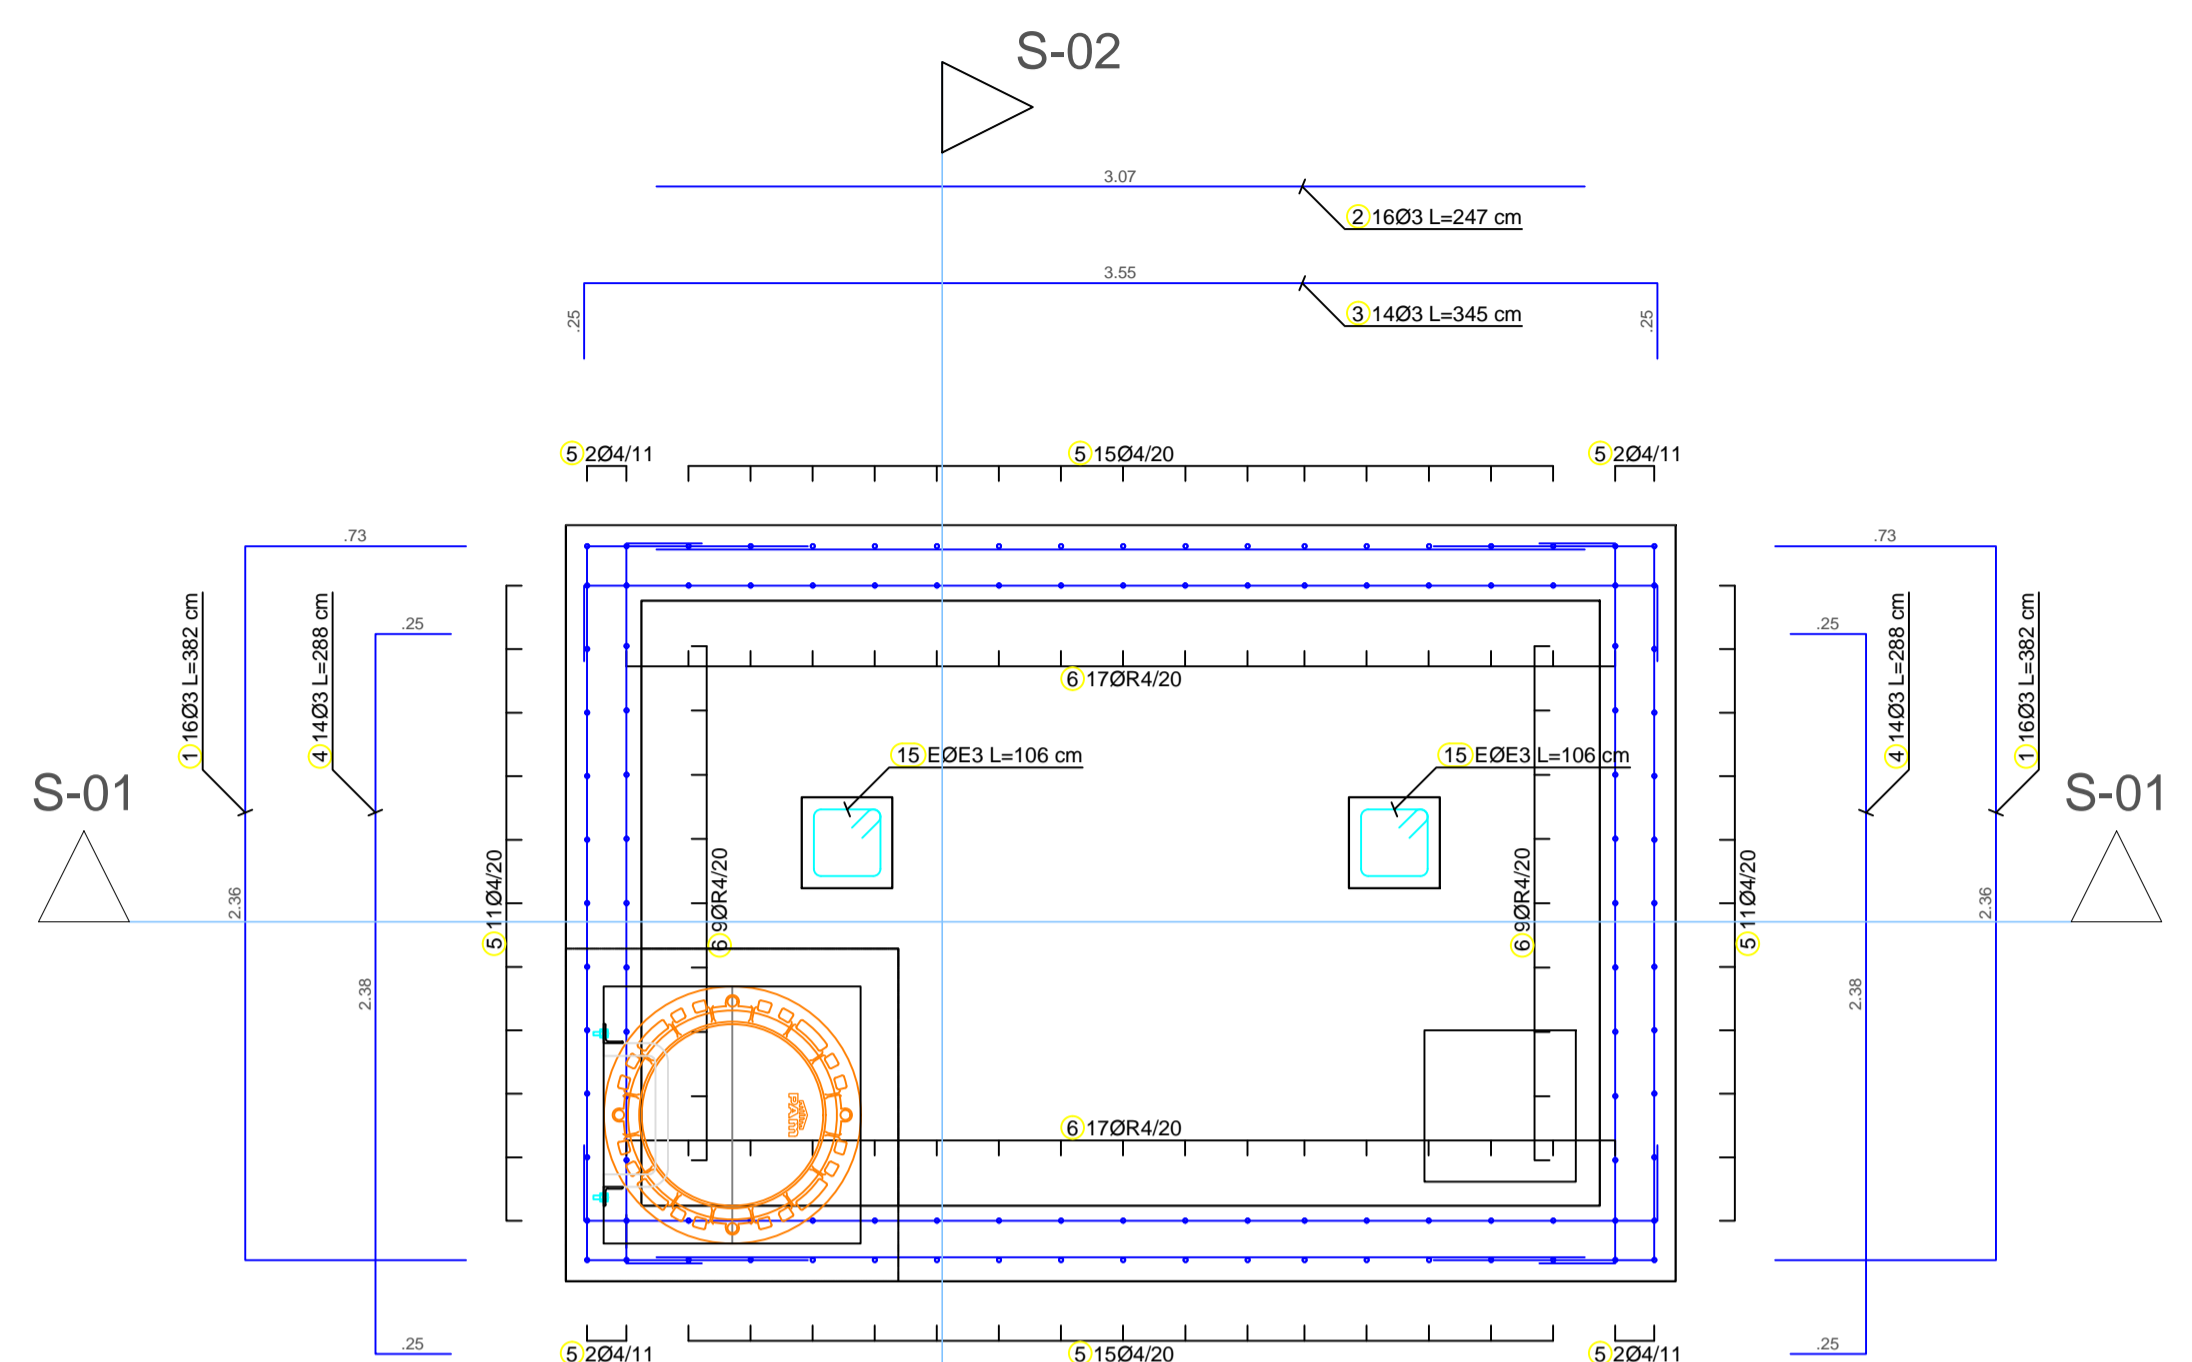 S-02
3.07
2 16Ø3 L=247 cm
3.55
.25
.25
3 14Ø3 L=345 cm
5 2Ø4/11
5 15Ø4/20
5 2Ø4/11
.73
.73
1 16Ø3 L=382 cm
4 14Ø3 L=288 cm
.25
.25
4 14Ø3 L=288 cm
1 16Ø3 L=382 cm
6 17ØR4/20
15 EØE3 L=106 cm
15 EØE3 L=106 cm
S-01
S-01
5 11Ø4/20
6 9ØR4/20
6 9ØR4/20
5 11Ø4/20
2.36
2.36
2.38
2.38
PAM
6 17ØR4/20
.25
.25
5 2Ø4/11
5 15Ø4/20
5 2Ø4/11